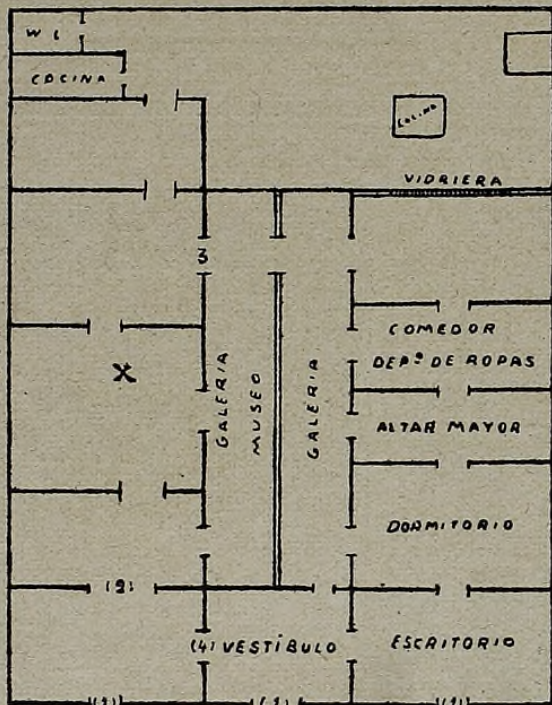 W C
COCINA
VIDRIERA
3
GALERIA
MUSEO
GALERIA
COMEDOR
DEPº DE ROPAS
X
ALTAR MAYOR
DORMITORIO
(2)
(4) VESTÍBULO
ESCRITORIO
(1)
(1)
(1)